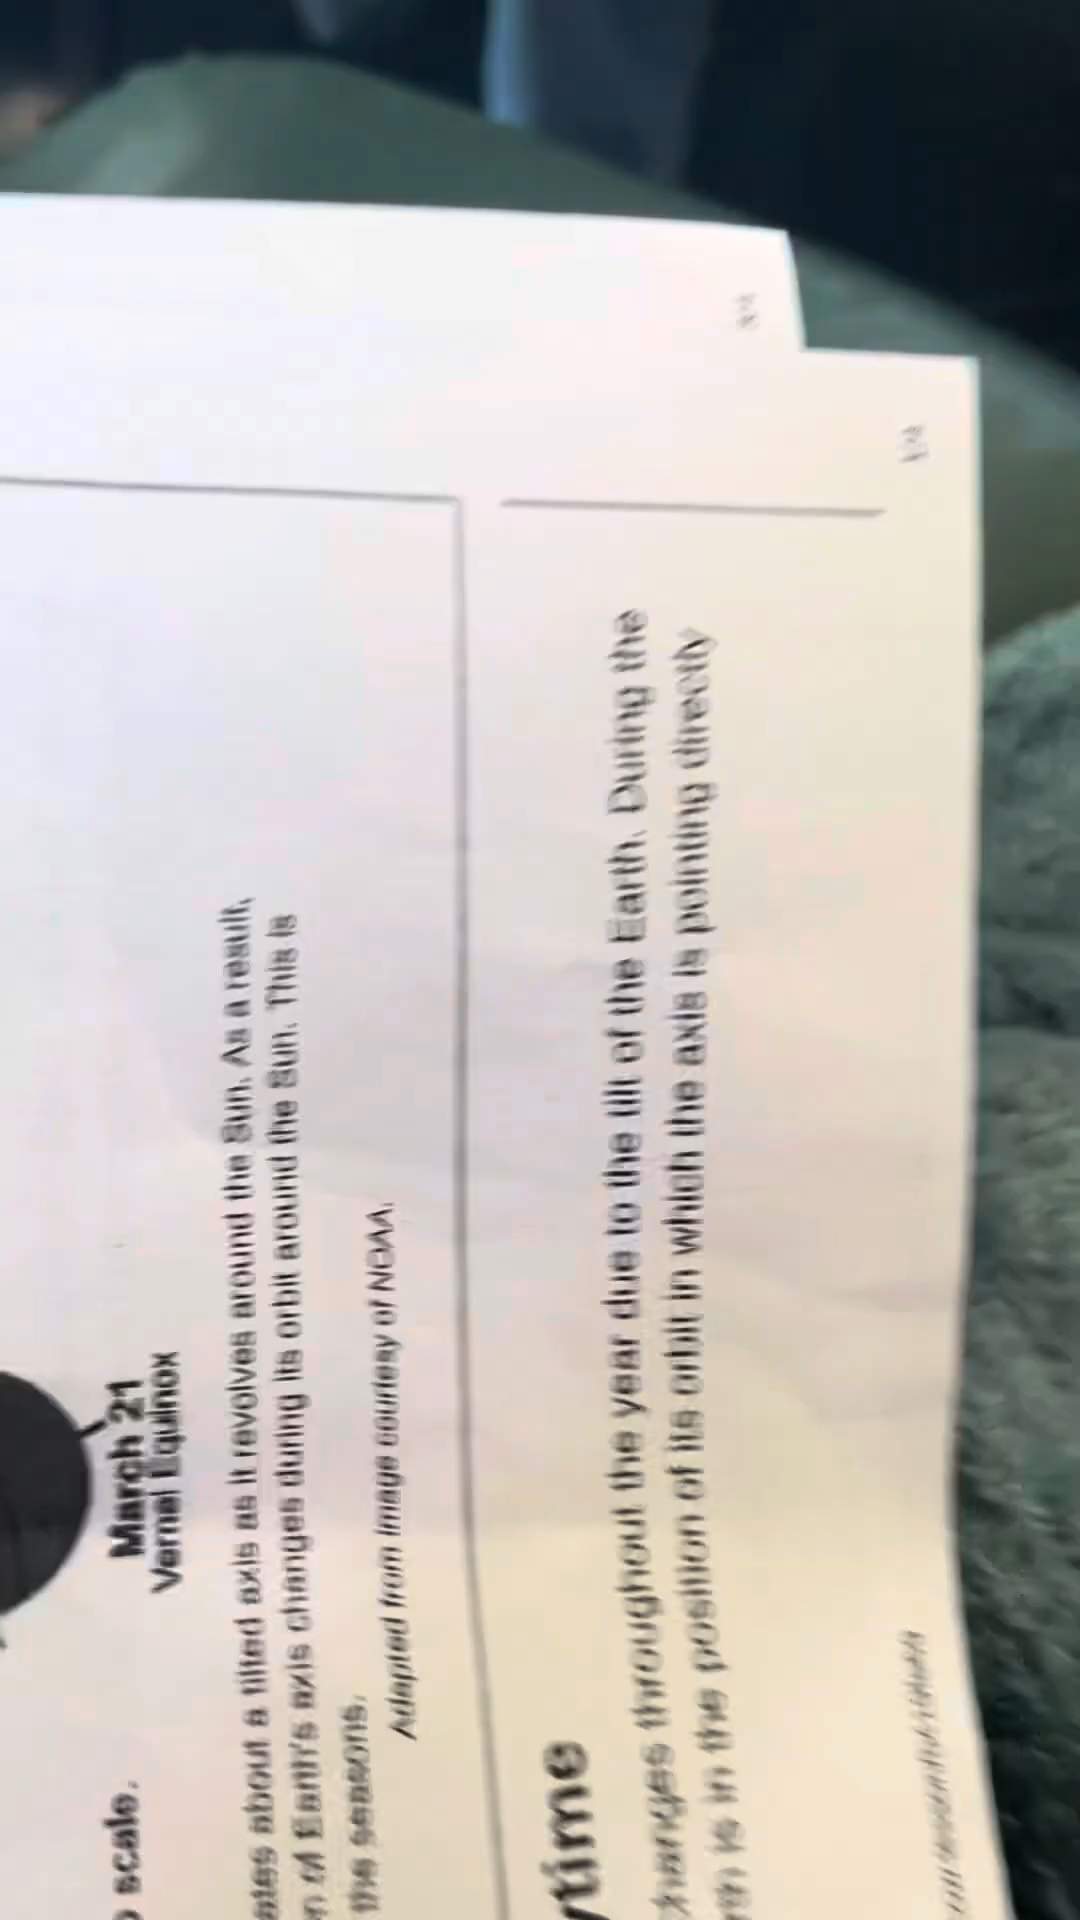 scale.
March 21
Vernal Equinox
about a tilted axis as it revolves around the Sun. As a result,
of Earth's axis changes during its orbit around the Sun. This is
the seasons.
Adapted from image courtesy of NOAA.
time
changes throughout the year due to the tilt of the Earth. During the
is in the position of its orbit in which the axis is pointing directly